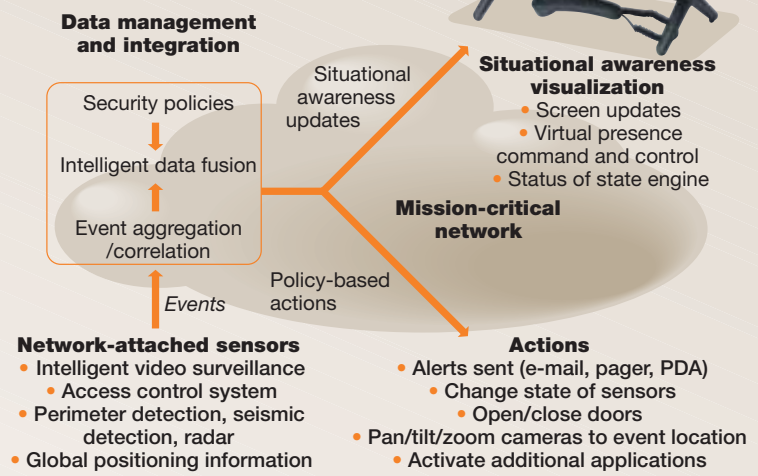 Data management
and integration
Security policies
Intelligent data fusion
Event aggregation
/correlation
Events
Network-attached sensors
• Intelligent video surveillance
• Access control system
• Perimeter detection, seismic
detection, radar
• Global positioning information
Situational
awareness
updates
Policy-based
actions
Mission-critical
network
Situational awareness
visualization
• Screen updates
• Virtual presence
command and control
• Status of state engine
Actions
• Alerts sent (e-mail, pager, PDA)
• Change state of sensors
• Open/close doors
• Pan/tilt/zoom cameras to event location
• Activate additional applications